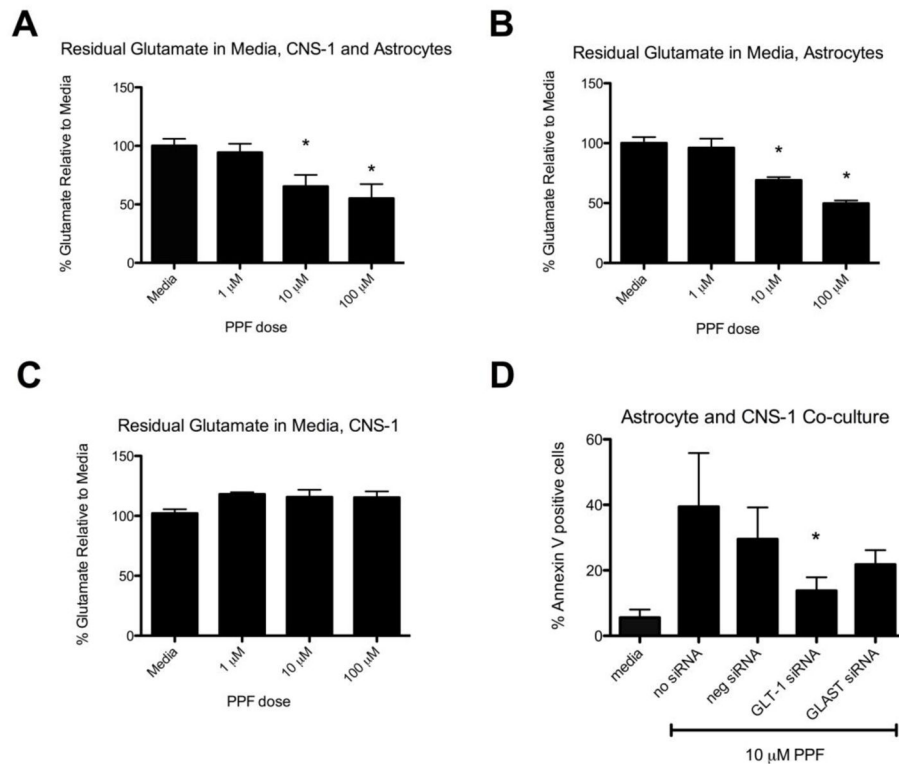 A
Residual Glutamate in Media, CNS-1 and Astrocytes
% Glutamate Relative to Media
150
100
50
0
*
*
Media
1 μM
10 μM
100 μM
PPF dose
B
Residual Glutamate in Media, Astrocytes
% Glutamate Relative to Media
150
100
50
0
*
*
Media
1 μM
10 μM
100 μM
PPF dose
C
Residual Glutamate in Media, CNS-1
% Glutamate Relative to Media
150
100
50
0
Media
1 μM
10 μM
100 μM
PPF dose
D
Astrocyte and CNS-1 Co-culture
% Annexin V positive cells
60
40
20
0
*
media
no siRNA
neg siRNA
GLT-1 siRNA
GLAST siRNA
10 μM PPF